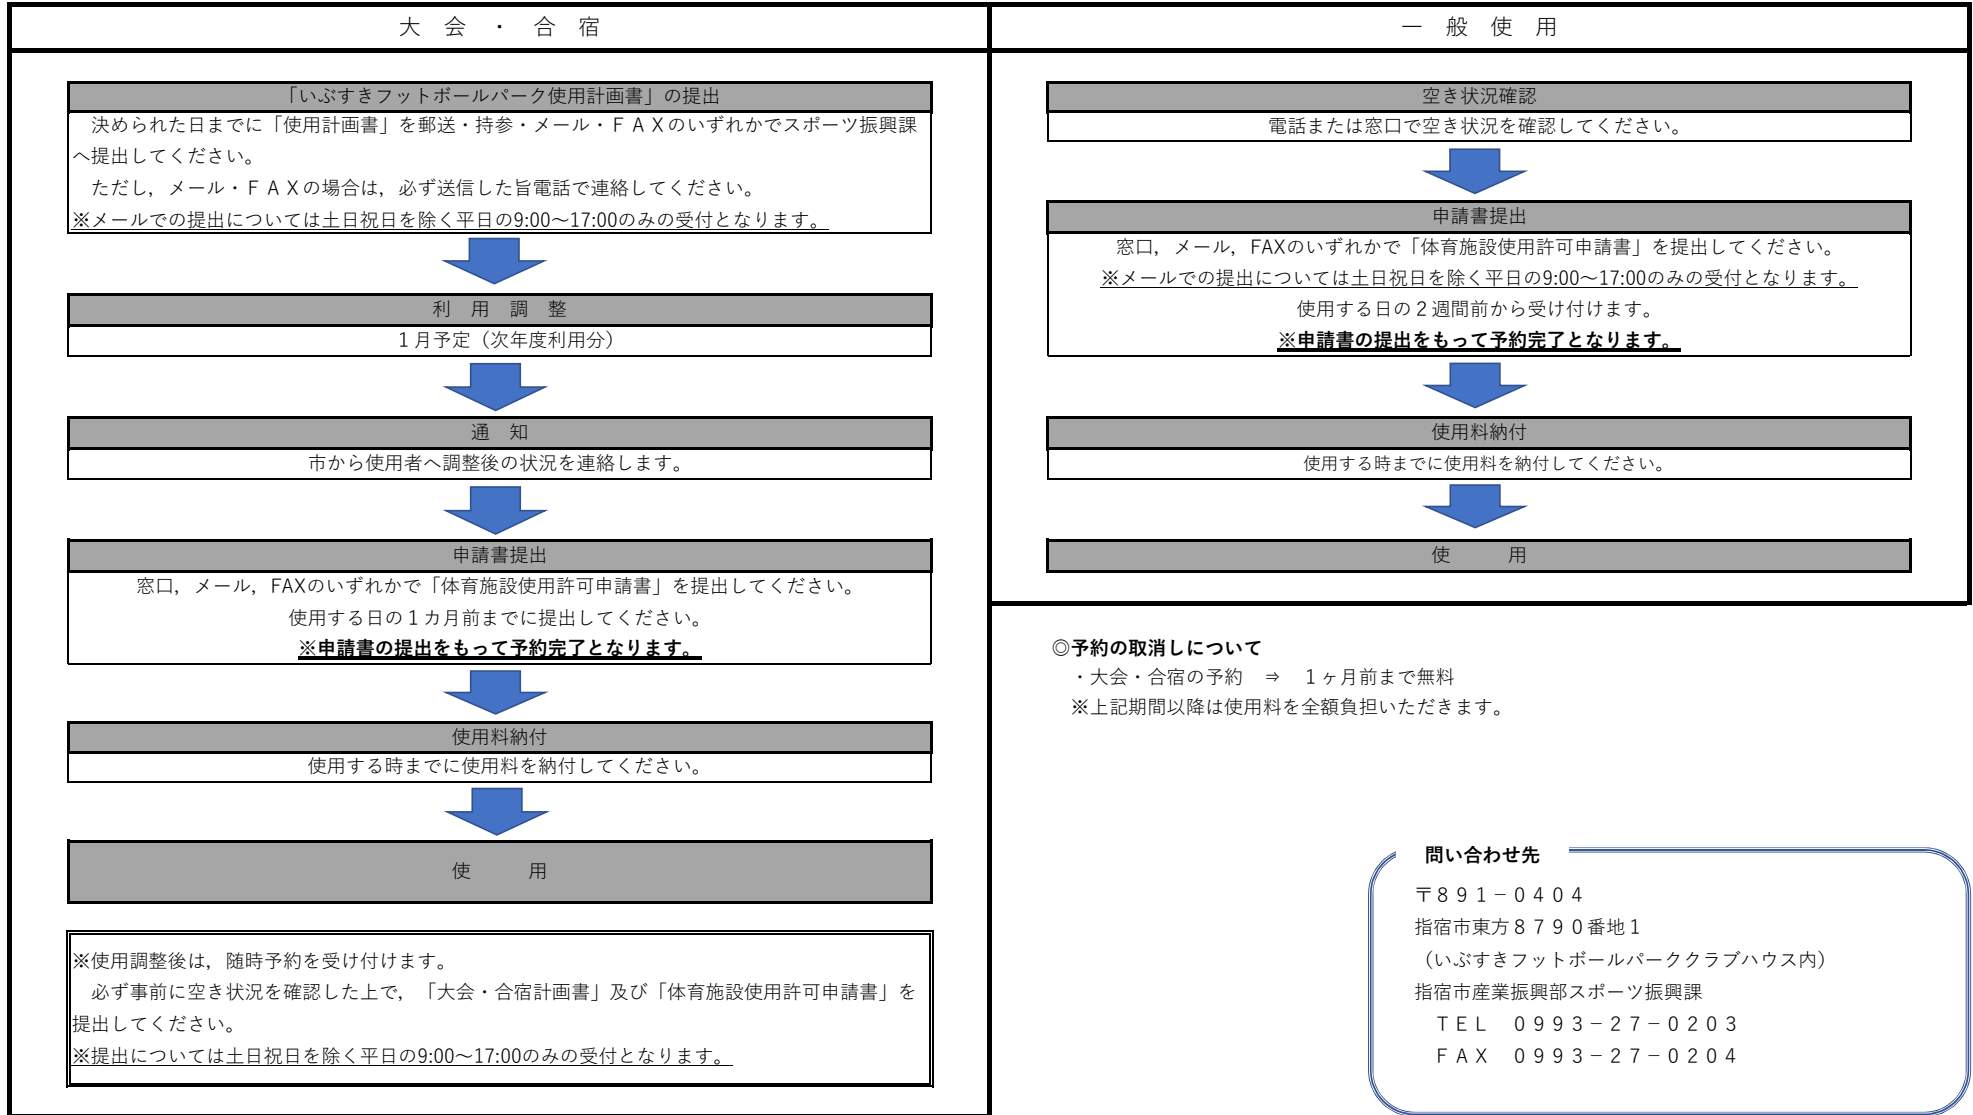 大 会 ・ 合 宿
「いぶすきフットボールパーク使用計画書」の提出
決められた日までに「使用計画書」を郵送・持参・メール・ＦＡＸのいずれかでスポーツ振興課
へ提出してください。
ただし，メール・ＦＡＸの場合は，必ず送信した旨電話で連絡してください。
※メールでの提出については土日祝日を除く平日の9:00～17:00のみの受付となります。
利 用 調 整
１月予定（次年度利用分）
通 知
市から使用者へ調整後の状況を連絡します。
申請書提出
窓口，メール，FAXのいずれかで「体育施設使用許可申請書」を提出してください。
使用する日の１カ月前までに提出してください。
※申請書の提出をもって予約完了となります。
使用料納付
使用する時までに使用料を納付してください。
使 用
※使用調整後は，随時予約を受け付けます。
必ず事前に空き状況を確認した上で，「大会・合宿計画書」及び「体育施設使用許可申請書」を
提出してください。
※提出については土日祝日を除く平日の9:00～17:00のみの受付となります。
一 般 使 用
空き状況確認
電話または窓口で空き状況を確認してください。
申請書提出
窓口，メール，FAXのいずれかで「体育施設使用許可申請書」を提出してください。
※メールでの提出については土日祝日を除く平日の9:00～17:00のみの受付となります。
使用する日の２週間前から受け付けます。
※申請書の提出をもって予約完了となります。
使用料納付
使用する時までに使用料を納付してください。
使 用
◎予約の取消しについて
・大会・合宿の予約 ⇒ １ヶ月前まで無料
※上記期間以降は使用料を全額負担いただきます。
問い合わせ先
〒８９１－０４０４
指宿市東方８７９０番地１
（いぶすきフットボールパーククラブハウス内）
指宿市産業振興部スポーツ振興課
ＴＥＬ ０９９３－２７－０２０３
ＦＡＸ ０９９３－２７－０２０４